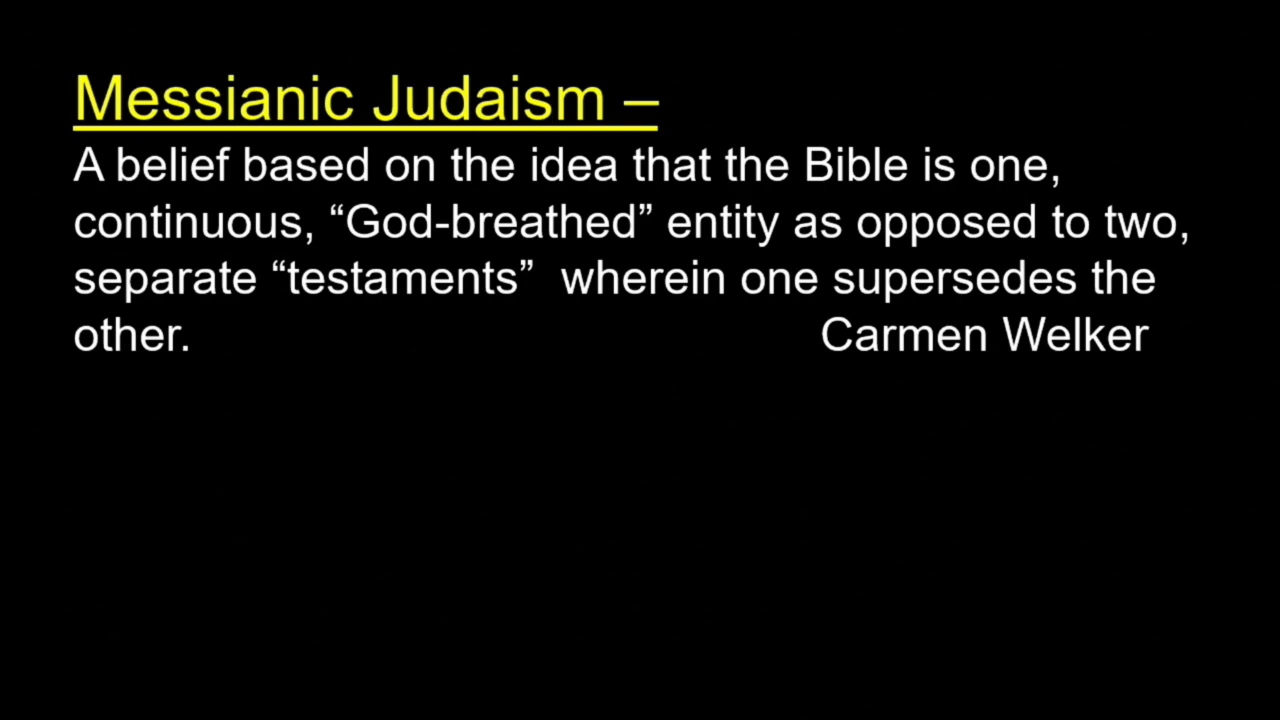 Messianic Judaism –
A belief based on the idea that the Bible is one,
continuous, “God-breathed” entity as opposed to two,
separate “testaments”  wherein one supersedes the
other. Carmen Welker